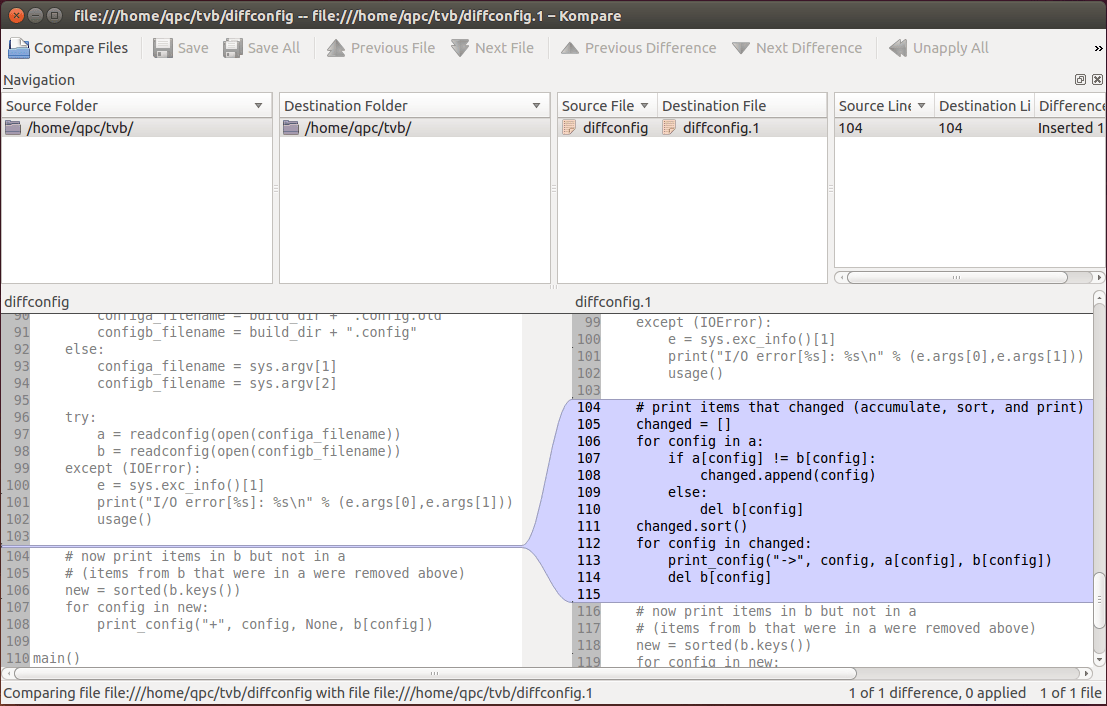 file:///home/qpc/tvb/diffconfig -- file:///home/qpc/tvb/diffconfig.1 – Kompare
Compare Files Save Save All Previous File Next File Previous Difference Next Difference Unapply All »
Navigation
Source Folder Destination Folder Source File Destination File Source Line Destination Li Difference
/home/qpc/tvb/ /home/qpc/tvb/ diffconfig diffconfig.1 104 104 Inserted 1
diffconfig
90         configa_filename = build_dir + ".config.old"
91         configb_filename = build_dir + ".config"
92     else:
93         configa_filename = sys.argv[1]
94         configb_filename = sys.argv[2]
95
96     try:
97         a = readconfig(open(configa_filename))
98         b = readconfig(open(configb_filename))
99     except (IOError):
100         e = sys.exc_info()[1]
101         print("I/O error[%s]: %s\n" % (e.args[0],e.args[1]))
102         usage()
103
104     # now print items in b but not in a
105     # (items from b that were in a were removed above)
106     new = sorted(b.keys())
107     for config in new:
108         print_config("+", config, None, b[config])
109
110 main()
diffconfig.1
99     except (IOError):
100         e = sys.exc_info()[1]
101         print("I/O error[%s]: %s\n" % (e.args[0],e.args[1]))
102         usage()
103
104     # print items that changed (accumulate, sort, and print)
105     changed = []
106     for config in a:
107         if a[config] != b[config]:
108             changed.append(config)
109         else:
110             del b[config]
111     changed.sort()
112     for config in changed:
113         print_config("->", config, a[config], b[config])
114         del b[config]
115
116     # now print items in b but not in a
117     # (items from b that were in a were removed above)
118     new = sorted(b.keys())
119     for config in new:
Comparing file file:///home/qpc/tvb/diffconfig with file file:///home/qpc/tvb/diffconfig.1 1 of 1 difference, 0 applied 1 of 1 file